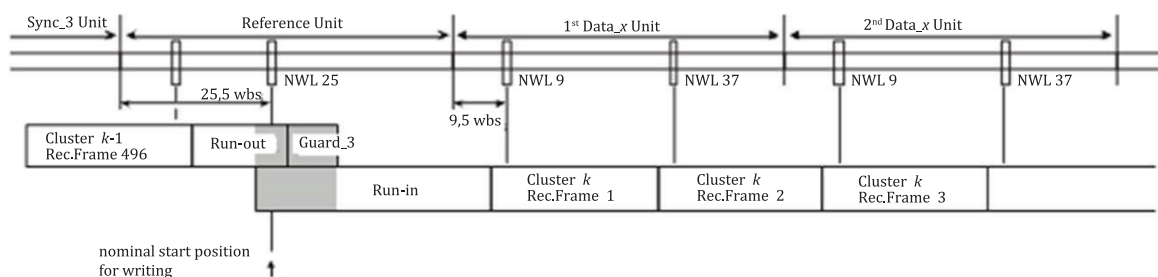 Sync_3 Unit Reference Unit 1st Data_x Unit 2nd Data_x Unit
NWL 25 NWL 9 NWL 37 NWL 9 NWL 37
25,5 wbs
9,5 wbs
Cluster k-1
Rec.Frame 496
Run-out Guard_3
Run-in
Cluster k
Rec.Frame 1
Cluster k
Rec.Frame 2
Cluster k
Rec.Frame 3
nominal start position
for writing